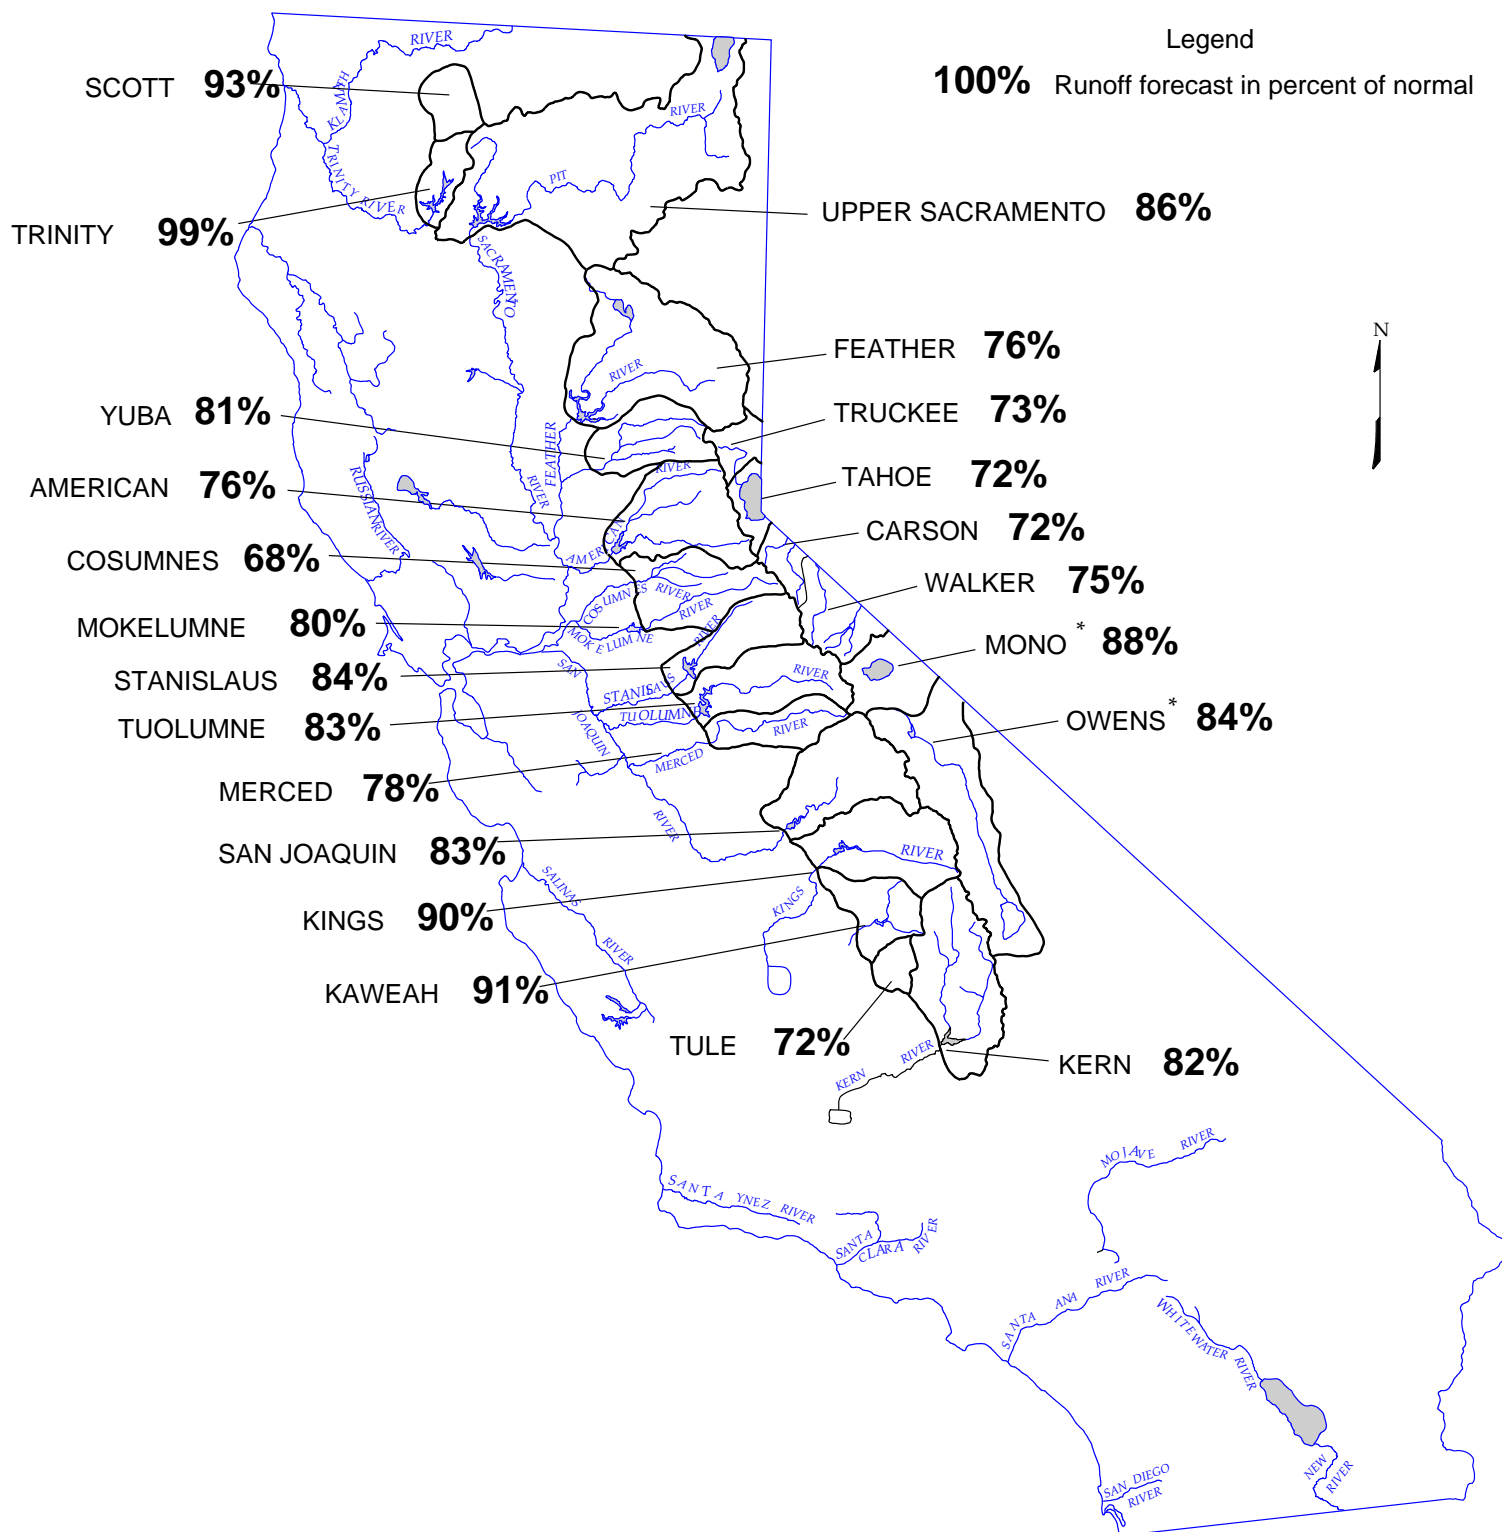 Legend
100% Runoff forecast in percent of normal
N
SCOTT 93%
TRINITY 99%
UPPER SACRAMENTO 86%
FEATHER 76%
YUBA 81%
TRUCKEE 73%
AMERICAN 76%
TAHOE 72%
COSUMNES 68%
CARSON 72%
WALKER 75%
MOKELUMNE 80%
MONO * 88%
STANISLAUS 84%
TUOLUMNE 83%
OWENS * 84%
MERCED 78%
SAN JOAQUIN 83%
KINGS 90%
KAWEAH 91%
TULE 72%
KERN 82%
KLAMATH RIVER
TRINITY RIVER
PIT RIVER
SACRAMENTO RIVER
FEATHER RIVER
RIVER
RUSSIAN RIVER
AMERICAN RIVER
COSUMNES RIVER
MOKELUMNE RIVER
STANISLAUS RIVER
TUOLUMNE RIVER
MERCED RIVER
SAN JOAQUIN RIVER
KINGS RIVER
SALINAS RIVER
KERN RIVER
SANTA YNEZ RIVER
SANTA CLARA RIVER
MOJAVE RIVER
SANTA ANA RIVER
WHITEWATER RIVER
NEW RIVER
SAN DIEGO RIVER